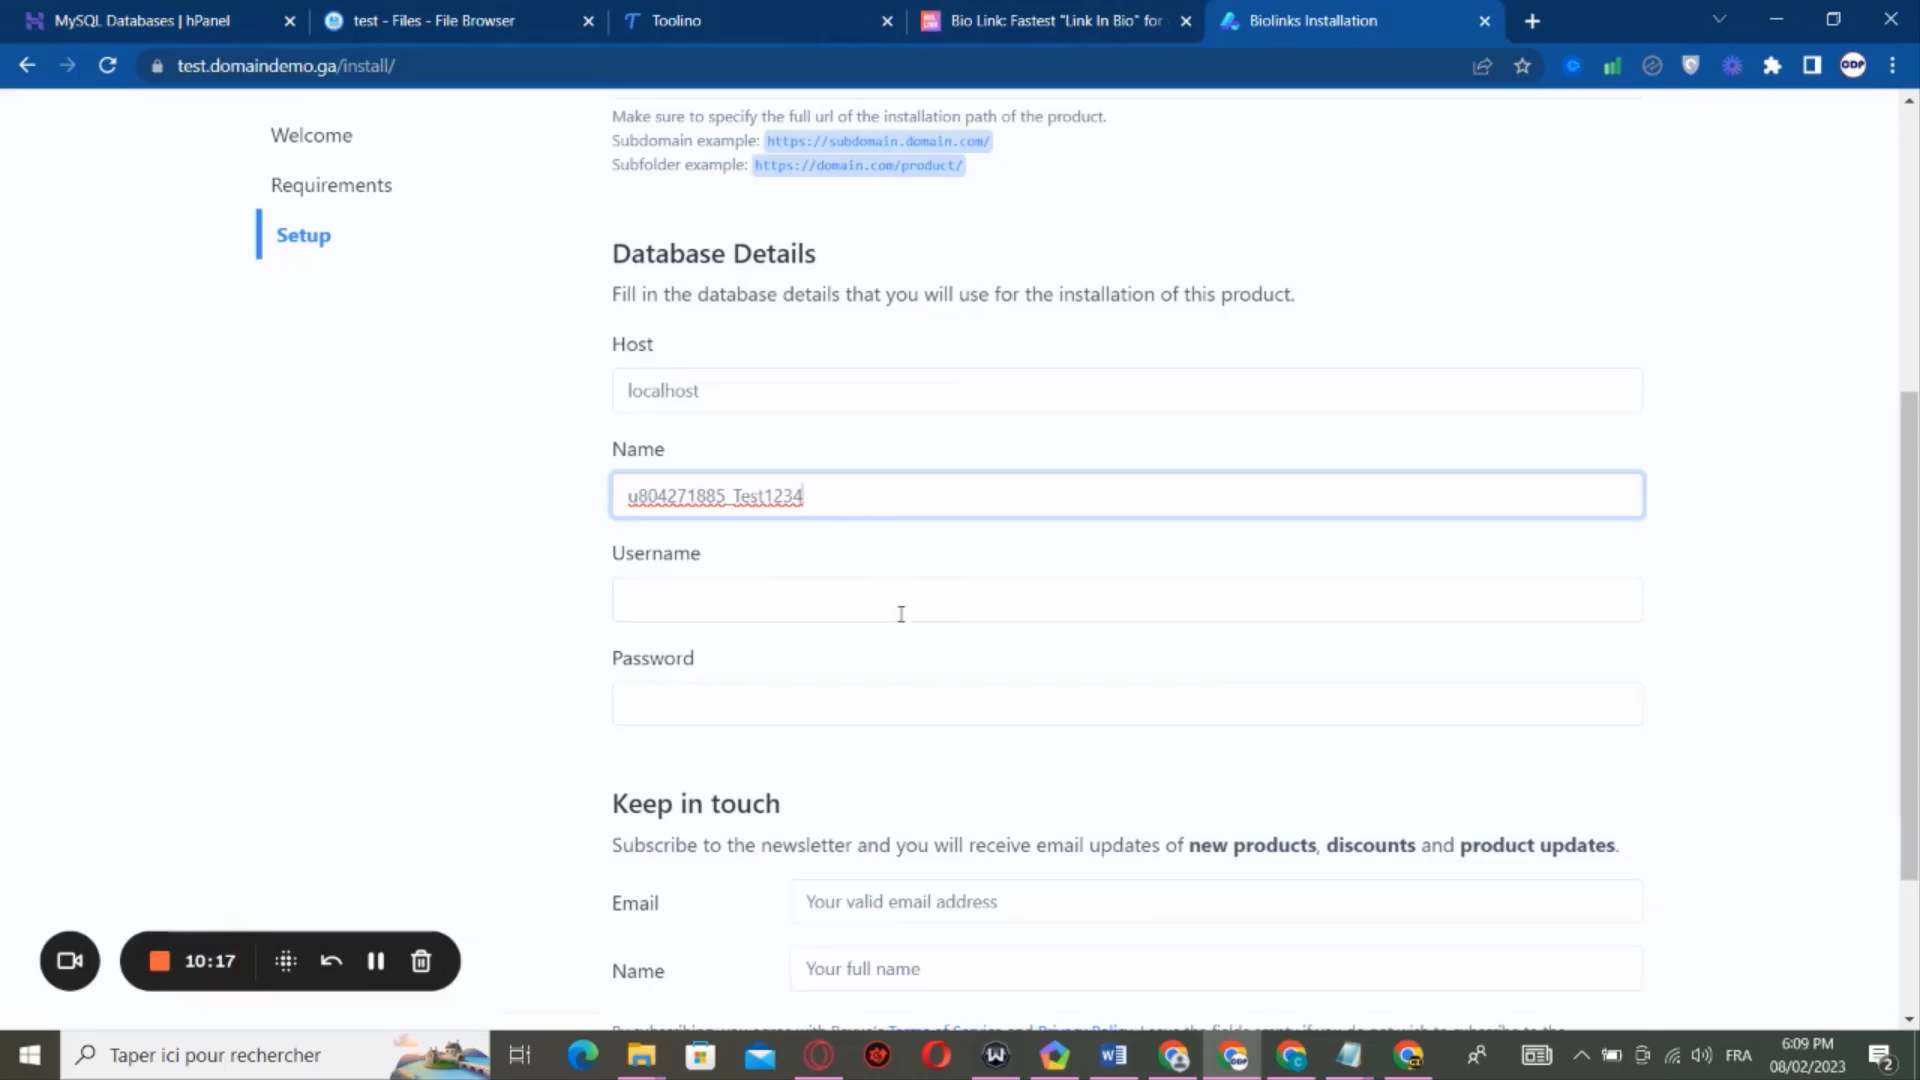 MySQL Databases | hPanel
test - Files - File Browser
Toolino
Bio Link: Fastest "Link In Bio" for
Biolinks Installation
test.domaindemo.ga/install/
ODP
Welcome
Requirements
Setup
Make sure to specify the full url of the installation path of the product.
Subdomain example: https://subdomain.domain.com/
Subfolder example: https://domain.com/product/
Database Details
Fill in the database details that you will use for the installation of this product.
Host
localhost
Name
u804271885_Test1234
Username
Password
Keep in touch
Subscribe to the newsletter and you will receive email updates of new products, discounts and product updates.
Email
Your valid email address
Name
Your full name
10:17
Taper ici pour rechercher
FRA
6:09 PM
08/02/2023
2